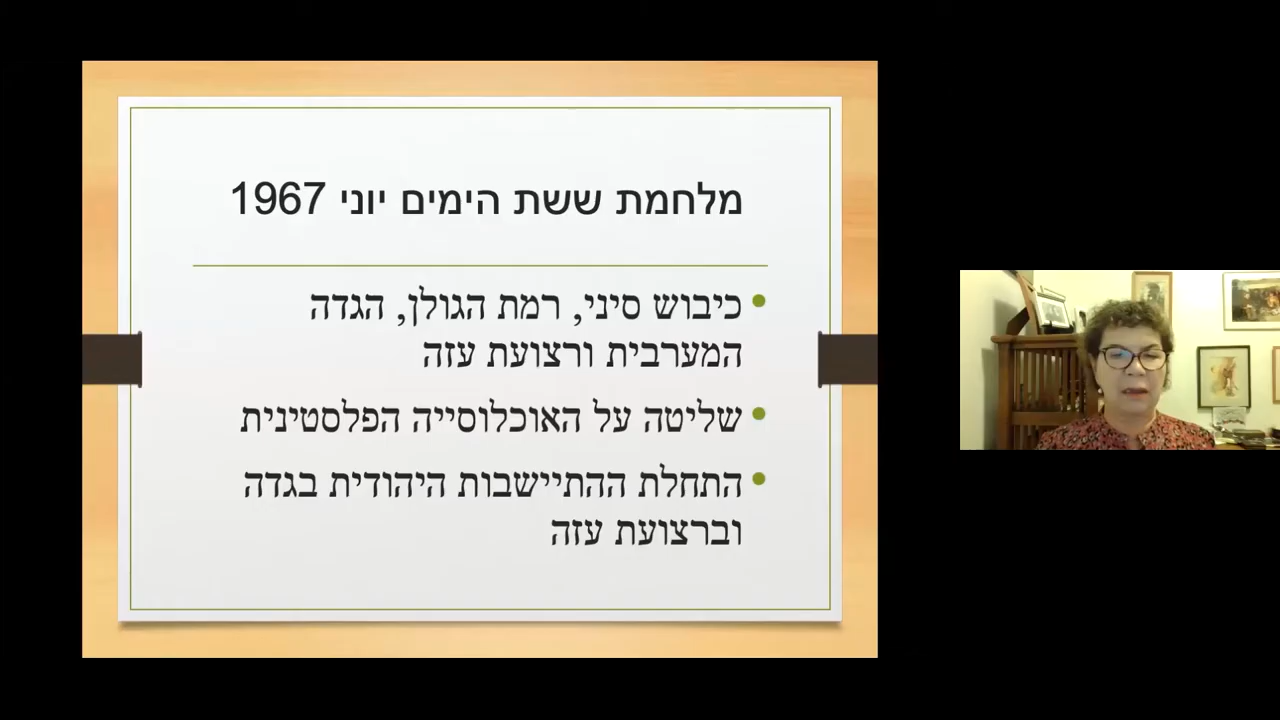 מלחמת ששת הימים יוני 1967
•כיבוש סיני, רמת הגולן, הגדה
המערבית ורצועת עזה
•שליטה על האוכלוסייה הפלסטינית
•התחלת ההתיישבות היהודית בגדה
וברצועת עזה